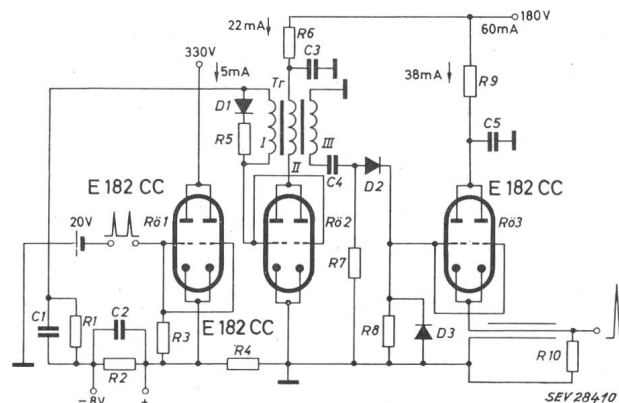 22mA
R6
180V
60mA
330V
5mA
C3
38mA
R9
Tr
D1
R5
I
II
III
C5
C4
D2
E 182 CC
E 182 CC
20V
Rö1
Rö2
Rö3
R7
C1
R1
C2
R3
E 182 CC
R4
R8
D3
R2
R10
-8V
+
SEV 28410